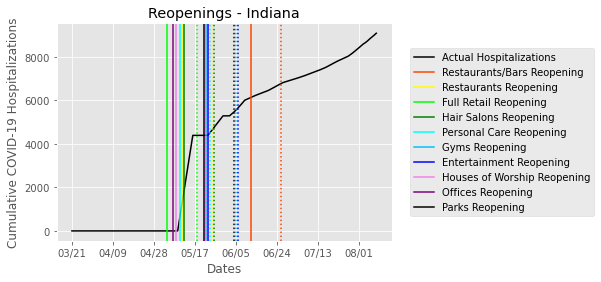 Reopenings - Indiana
Cumulative COVID-19 Hospitalizations
8000
6000
4000
2000
0
03/21 04/09 04/28 05/17 06/05 06/24 07/13 08/01
Dates
Actual Hospitalizations
Restaurants/Bars Reopening
Restaurants Reopening
Full Retail Reopening
Hair Salons Reopening
Personal Care Reopening
Gyms Reopening
Entertainment Reopening
Houses of Worship Reopening
Offices Reopening
Parks Reopening